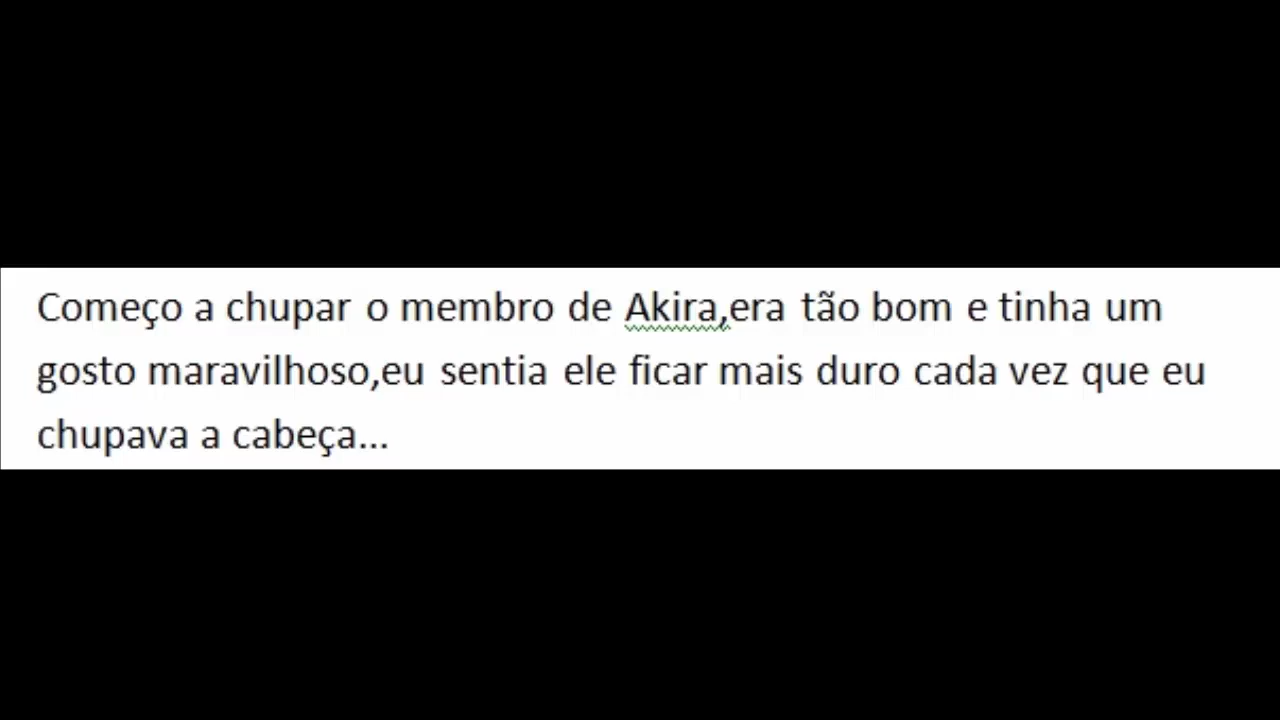 Começo a chupar o membro de Akira,era tão bom e tinha um
gosto maravilhoso,eu sentia ele ficar mais duro cada vez que eu
chupava a cabeça...